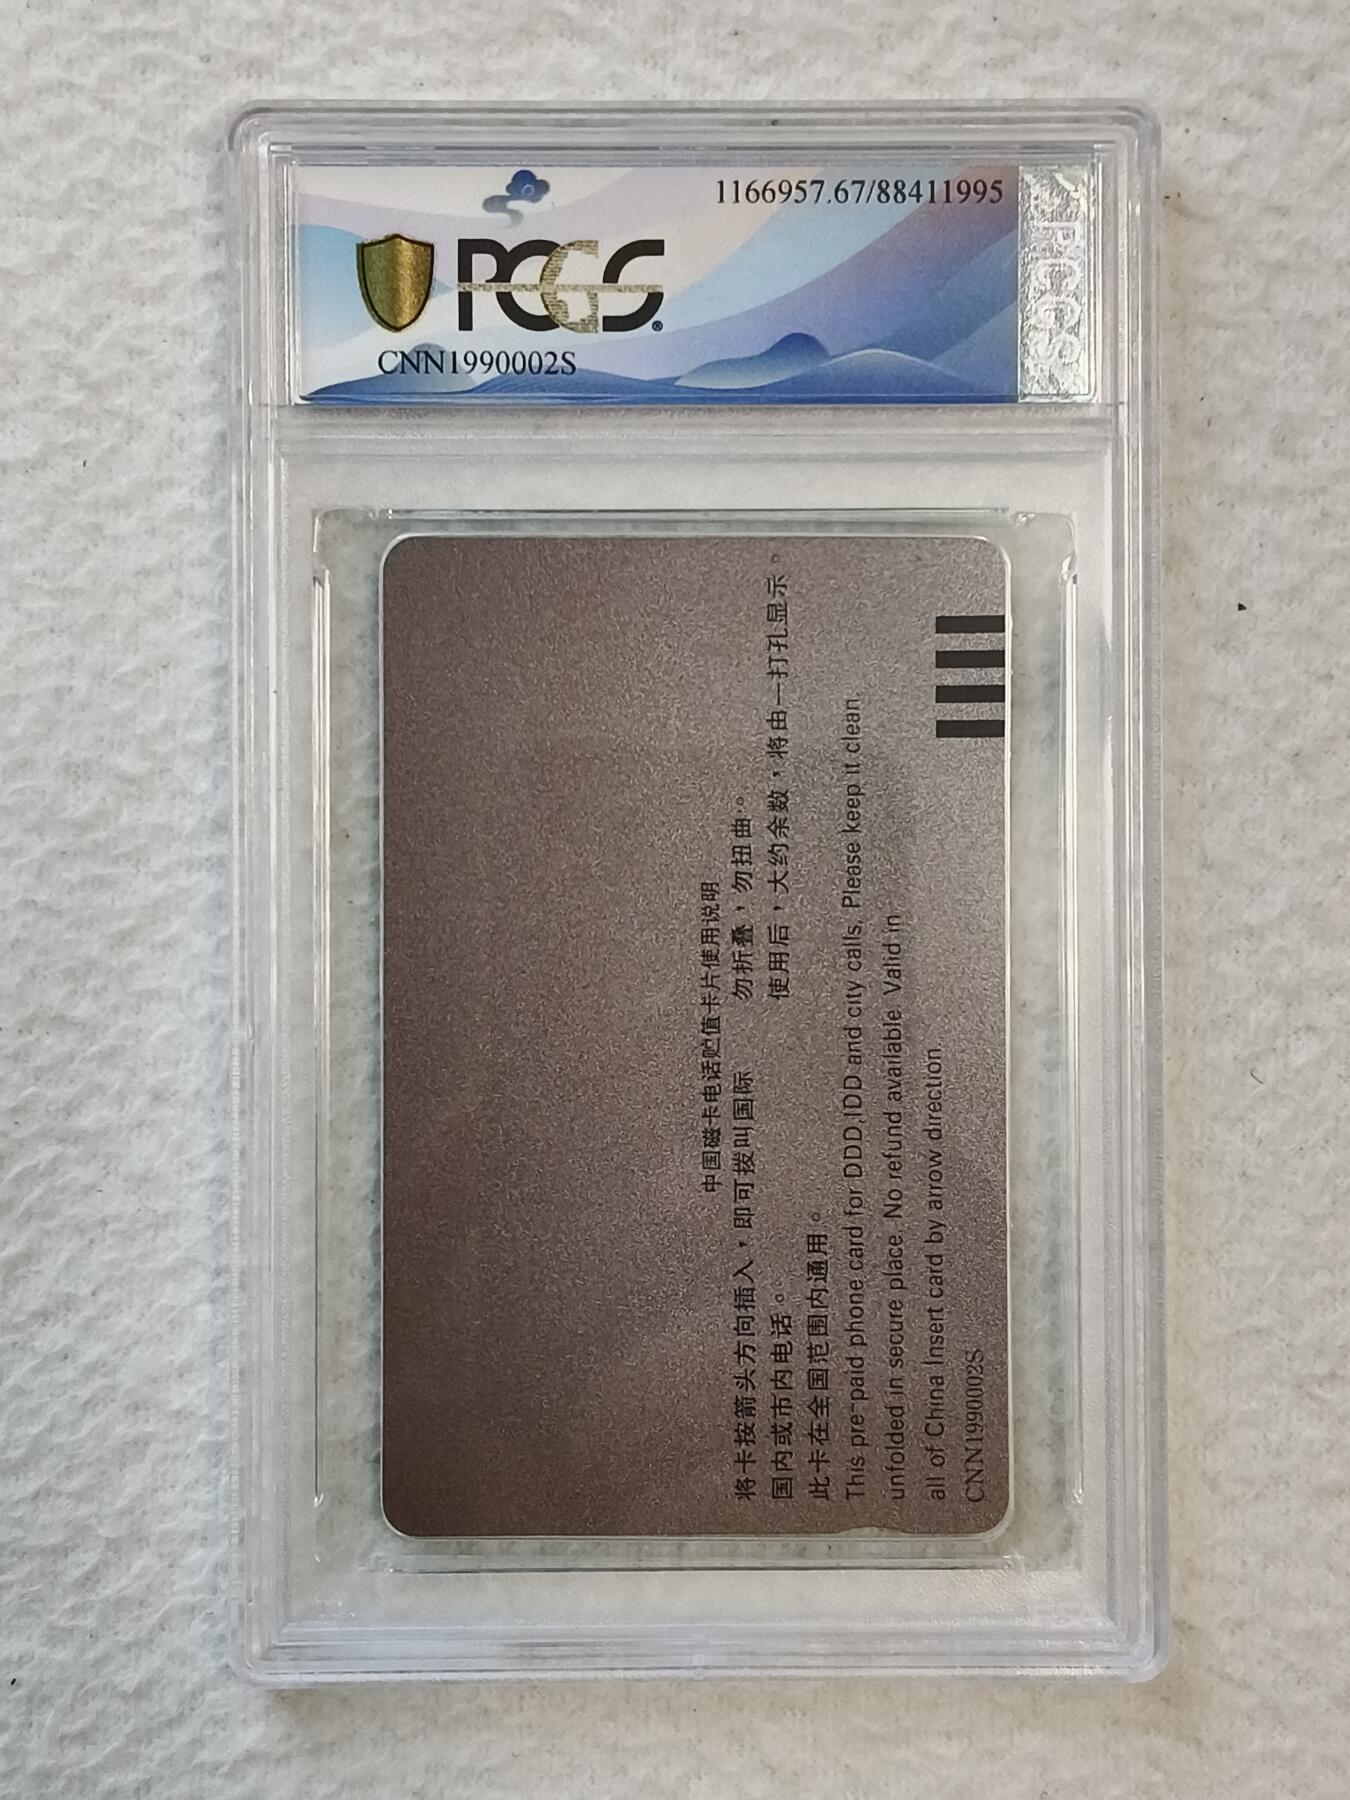 1166957.67/88411995
PCGS®
CNN1990002S
PCGS
中国磁卡电话贮值卡片使用说明
将卡按箭头方向插入，即可拨叫国际 勿折叠，勿扭曲。
国内或市内电话。 使用后，大约余数，将由一打孔显示。
此卡在全国范围内通用。
This pre-paid phone card for DDD,IDD and city calls. Please keep it clean.
unfolded in secure place. No refund available Valid in
all of China Insert card by arrow direction.
CNN1990002S